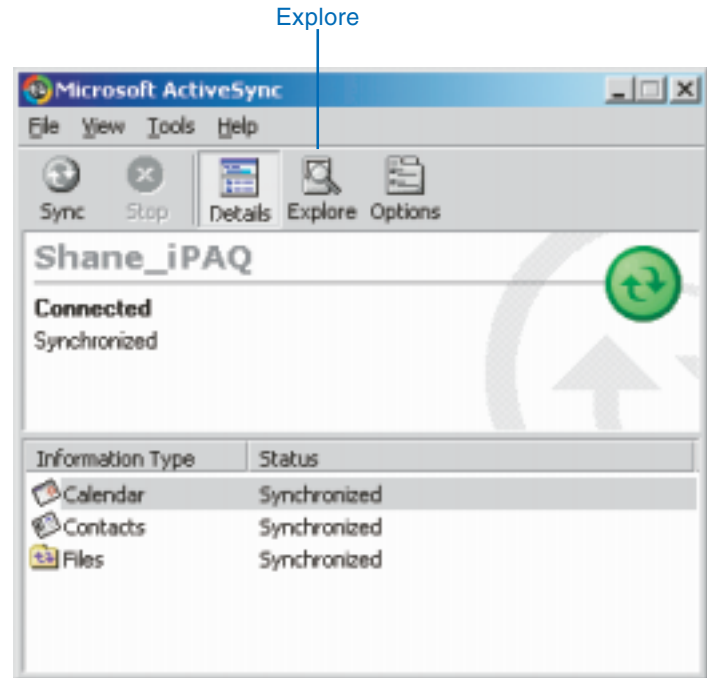 Explore
Microsoft ActiveSync
File View Tools Help
Sync Stop Details Explore Options
Shane_iPAQ
Connected
Synchronized
Information Type Status
Calendar Synchronized
Contacts Synchronized
Files Synchronized